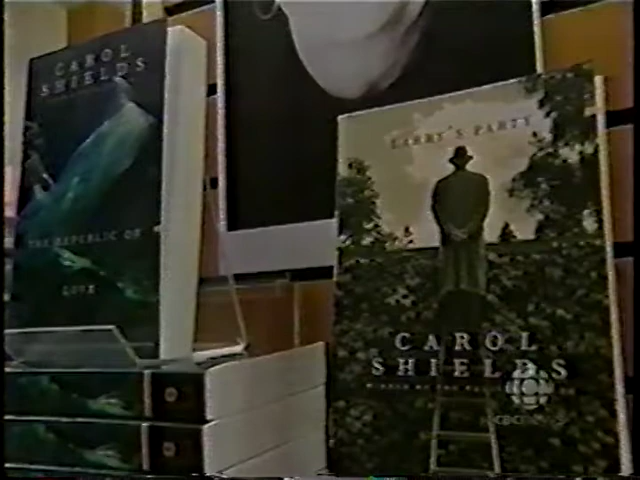 CAROL
SHIELDS
THE REPUBLIC OF
LOVE
LARRY'S PARTY
CAROL
SHIELDS
CBC